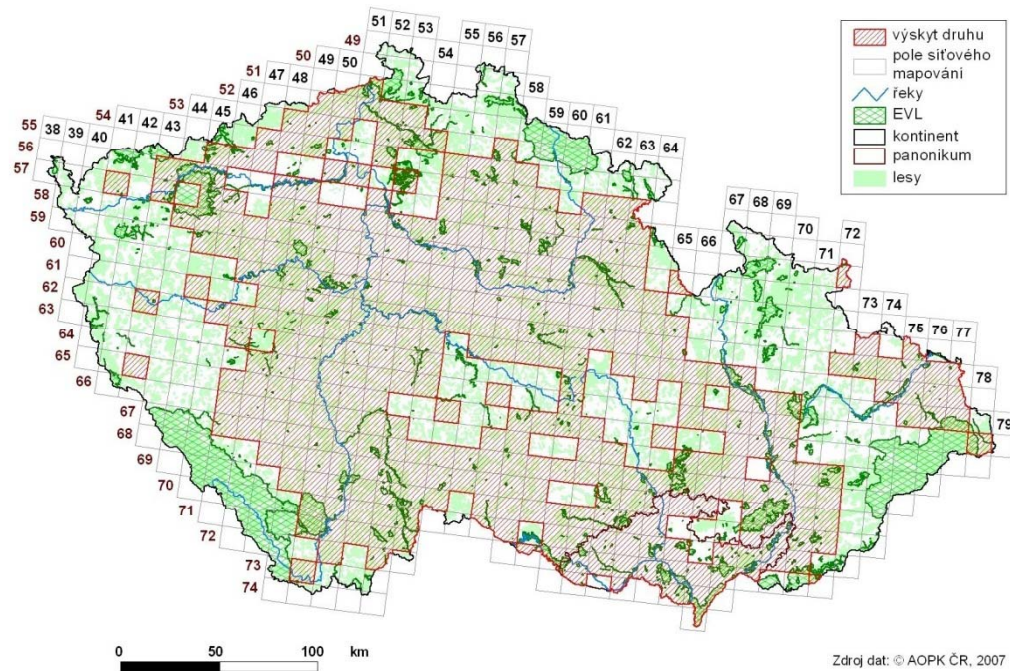 51 52 53
54
55 56 57
58
59 60 61
62 63 64
65 66
67 68 69
70
71
72
73 74
75 76 77
78
79
49 50
47 48
46
44 45
41 42 43
38 39 40
49
50
51
52
53
54
55
56
57
58
59
60
61
62
63
64
65
66
67
68
69
70
71
72
73
74
výskyt druhu
pole síťového
mapování
řeky
EVL
kontinent
panonikum
lesy
0 50 100 km
Zdroj dat: © AOPK ČR, 2007